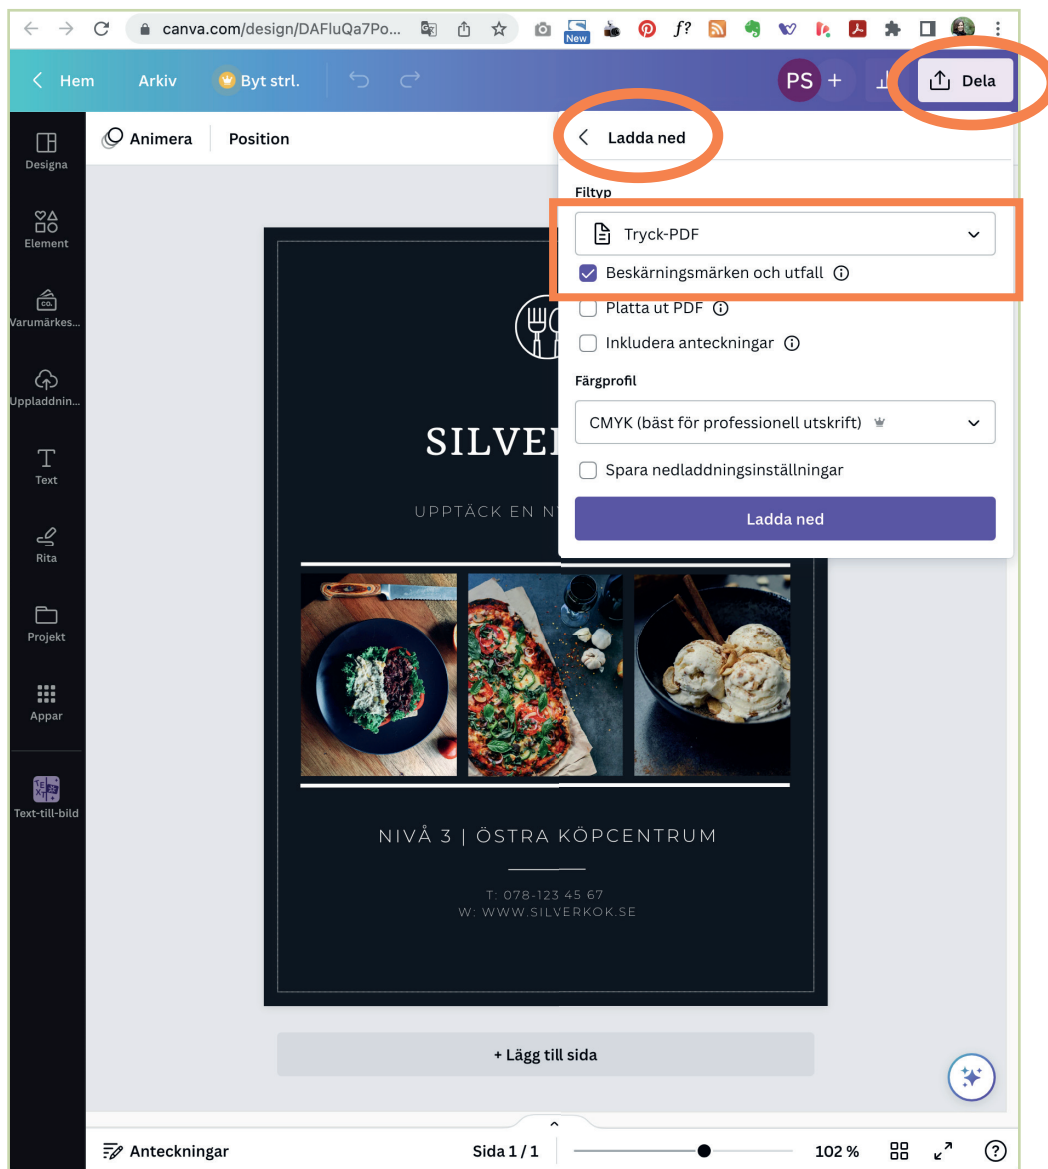 canva.com/design/DAFluQa7Po...
f?
New
Hem
Arkiv
Byt strl.
PS
+
Dela
Animera
Position
Ladda ned
Designa
Element
CO.
Varumärkes...
Uppladdnin...
Text
Rita
Projekt
Appar
Text-till-bild
Filtyp
Tryck-PDF
Beskärningsmärken och utfall
Platta ut PDF
Inkludera anteckningar
Färgprofil
CMYK (bäst för professionell utskrift)
Spara nedladdningsinställningar
Ladda ned
SILVE
UPPTÄCK EN N
NIVÅ 3 | ÖSTRA KÖPCENTRUM
T: 078-123 45 67
W: WWW.SILVERKOK.SE
+ Lägg till sida
Anteckningar
Sida 1 / 1
102 %